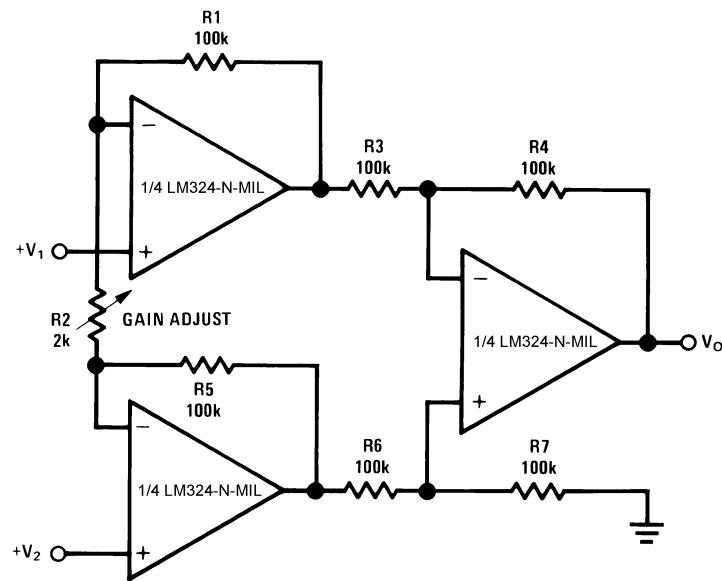 R1
100k
−
1/4 LM324-N-MIL
+
+V1
R3
100k
R4
100k
R2
2k
GAIN ADJUST
−
1/4 LM324-N-MIL
+
VO
R5
100k
−
1/4 LM324-N-MIL
+
+V2
R6
100k
R7
100k